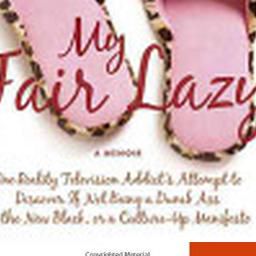 My
Fair Lazy
A MEMOIR
One Reality Television Addict's Attempt to
Discover If Not Being a Dumb Ass
the New Black, or a Culture-Up Manifesto
Copyrighted Material